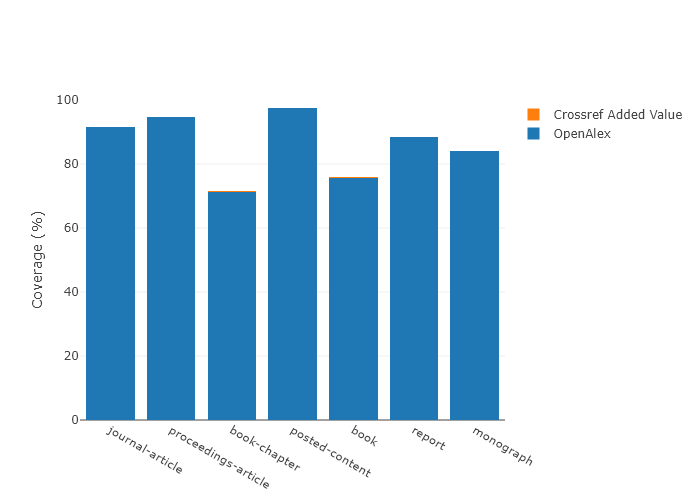 100
80
60
40
20
0
Coverage (%)
journal-article
proceedings-article
book-chapter
posted-content
book
report
monograph
Crossref Added Value
OpenAlex